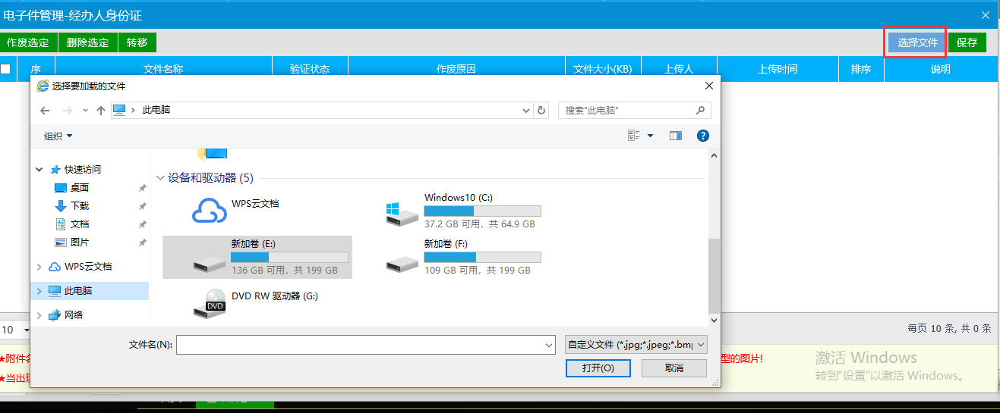 电子件管理-经办人身份证
作废选定 删除选定 转移 选择文件 保存
序 文件名称 验证状态 作废原因 文件大小(KB) 上传人 上传时间 排序 说明
选择要加载的文件
此电脑 搜索"此电脑"
组织
快速访问
桌面
下载
文档
图片
WPS云文档
此电脑
网络
设备和驱动器 (5)
WPS云文档
Windows10 (C:)
37.2 GB 可用，共 64.9 GB
新加卷 (E:)
136 GB 可用，共 199 GB
新加卷 (F:)
109 GB 可用，共 199 GB
DVD RW 驱动器 (G:)
DVD
文件名(N): 自定义文件 (*.jpg;*.jpeg;*.bmp
打开(O) 取消
10 每页 10 条, 共 0 条
★附件名 型的图片!
★当出现
激活 Windows
转到"设置"以激活 Windows。